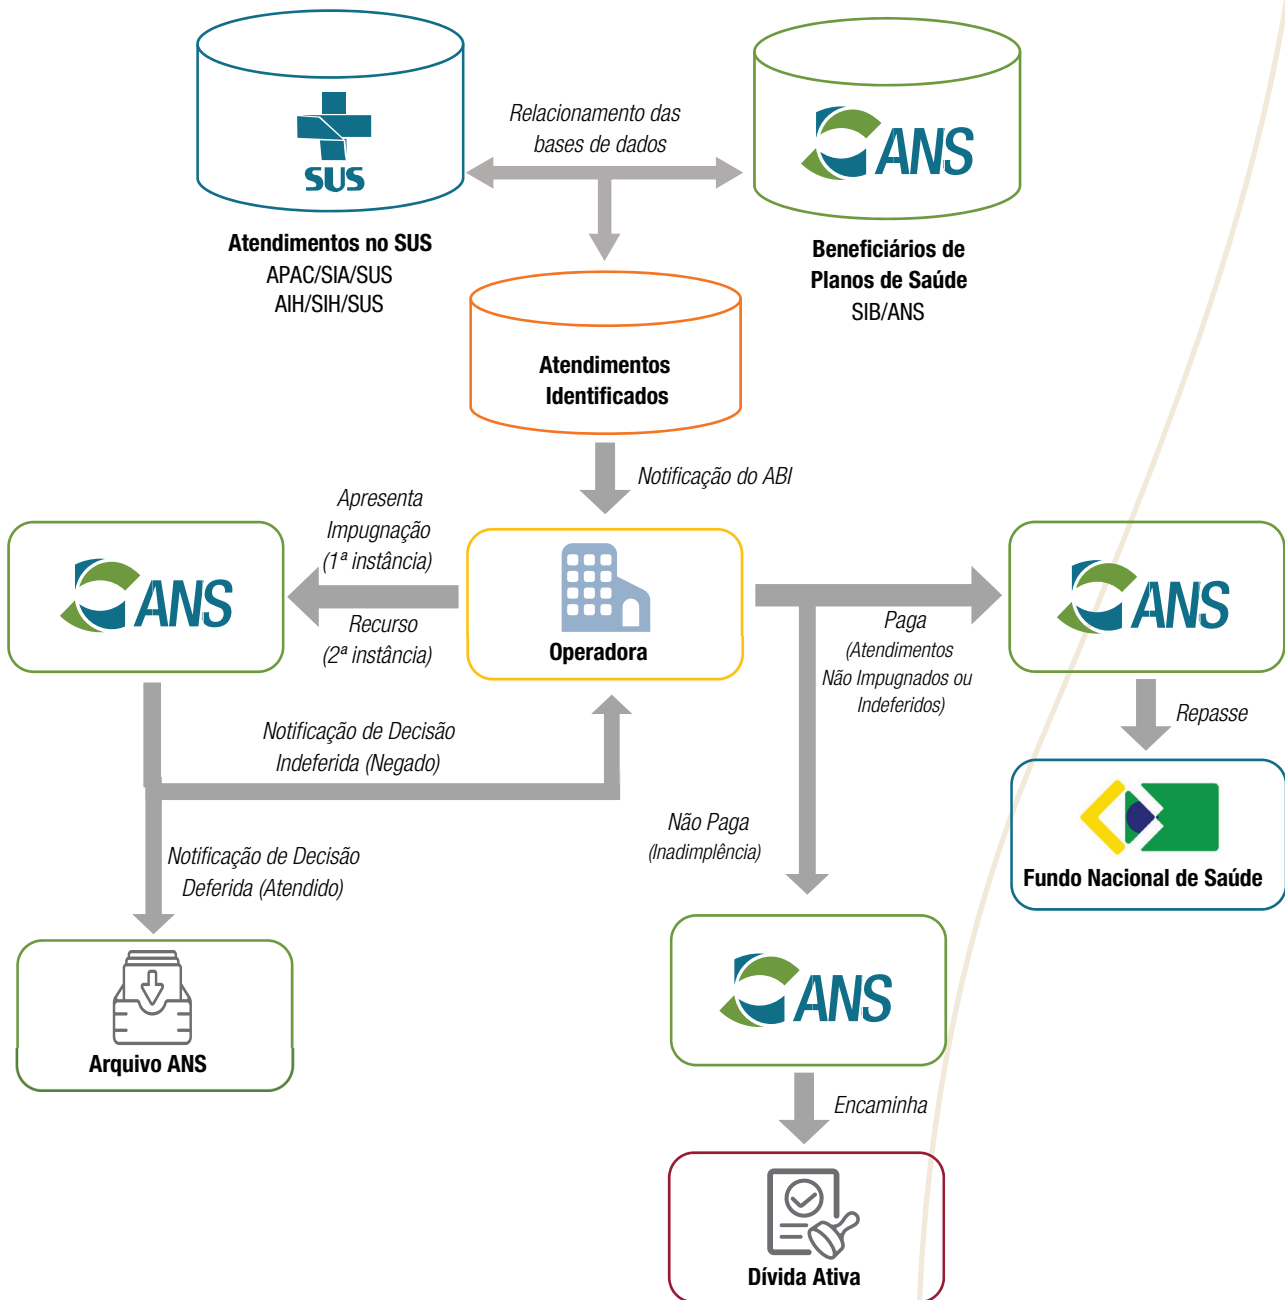 SUS
Relacionamento das
bases de dados
ANS
Atendimentos no SUS
APAC/SIA/SUS
AIH/SIH/SUS
Beneficiários de
Planos de Saúde
SIB/ANS
Atendimentos
Identificados
Notificação do ABI
Apresenta
Impugnação
(1ª instância)
Recurso
(2ª instância)
ANS
Operadora
Paga
(Atendimentos
Não Impugnados ou
Indeferidos)
ANS
Repasse
Notificação de Decisão
Indeferida (Negado)
Não Paga
(Inadimplência)
Fundo Nacional de Saúde
Notificação de Decisão
Deferida (Atendido)
Arquivo ANS
ANS
Encaminha
Dívida Ativa